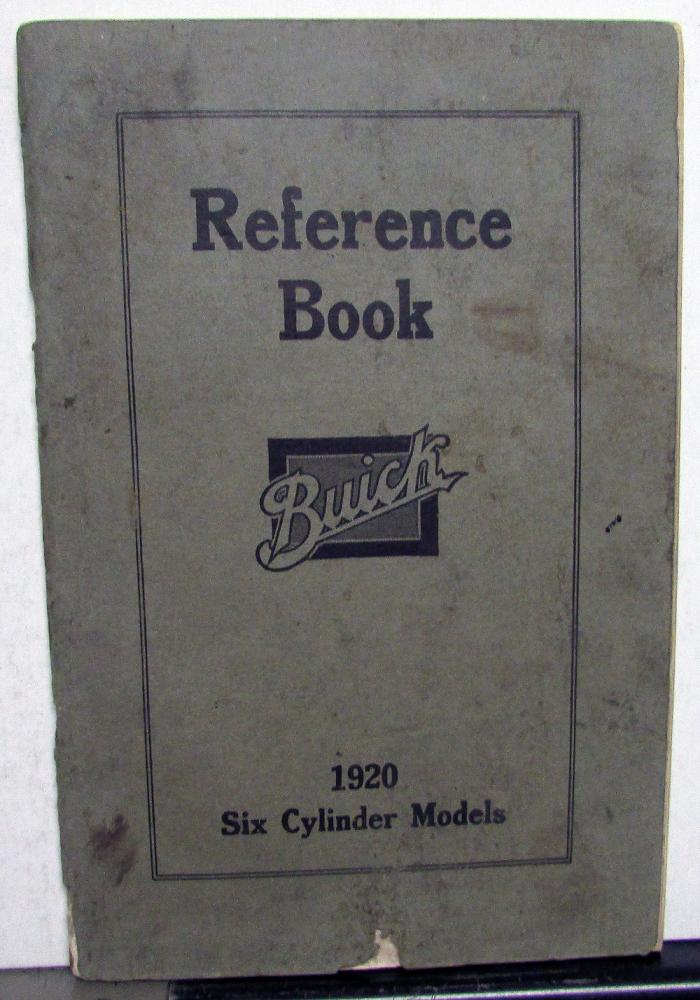 Reference
Book
Buick
1920
Six Cylinder Models